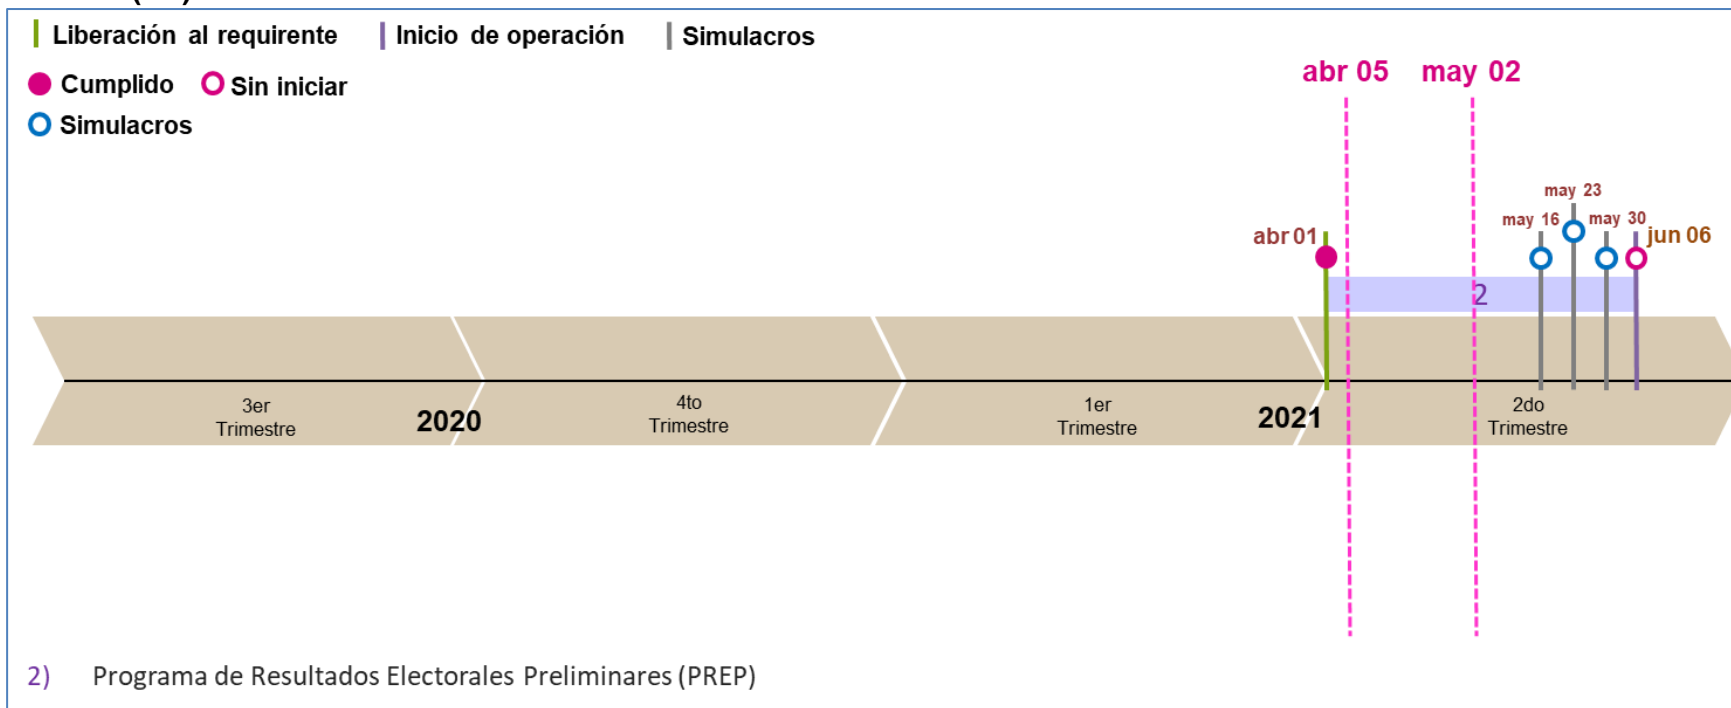 Liberación al requirente Inicio de operación Simulacros
Cumplido Sin iniciar
Simulacros
abr 05 may 02
may 23
may 16 may 30
abr 01 jun 06
2
3er
Trimestre
2020
4to
Trimestre
1er
Trimestre
2021
2do
Trimestre
2) Programa de Resultados Electorales Preliminares (PREP)